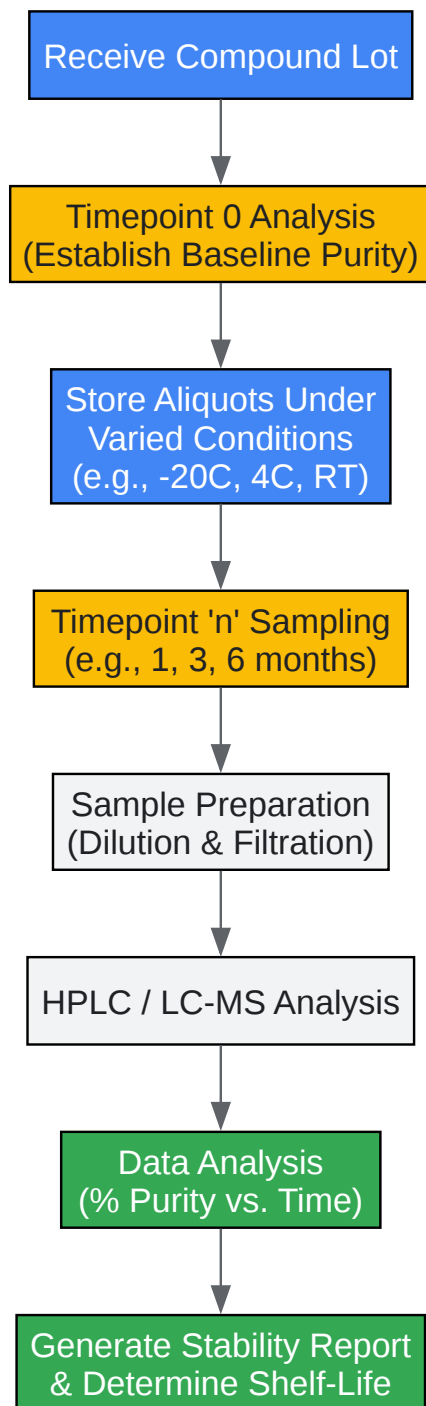 Receive Compound Lot
Timepoint 0 Analysis
(Establish Baseline Purity)
Store Aliquots Under
Varied Conditions
(e.g., -20C, 4C, RT)
Timepoint 'n' Sampling
(e.g., 1, 3, 6 months)
Sample Preparation
(Dilution & Filtration)
HPLC / LC-MS Analysis
Data Analysis
(% Purity vs. Time)
Generate Stability Report
& Determine Shelf-Life